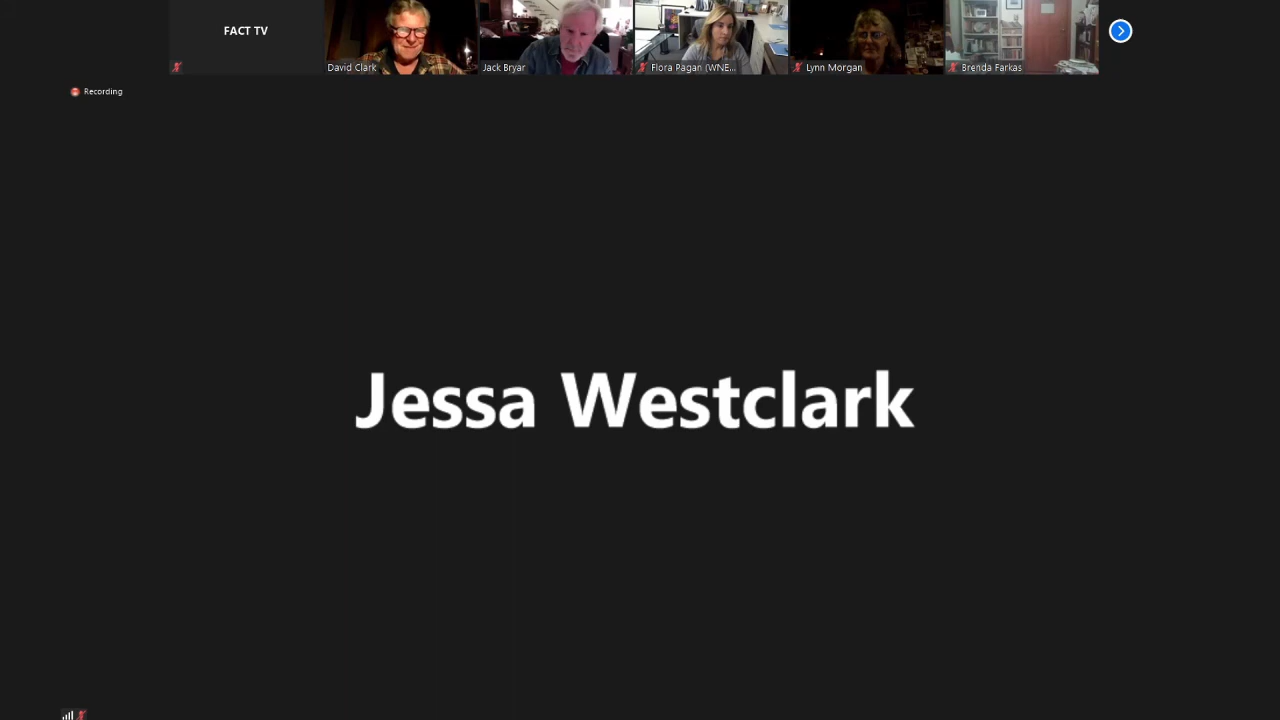 FACT TV
David Clark
Jack Bryar
Flora Pagan (WNE...
Lynn Morgan
Brenda Farkas
Recording
Jessa Westclark